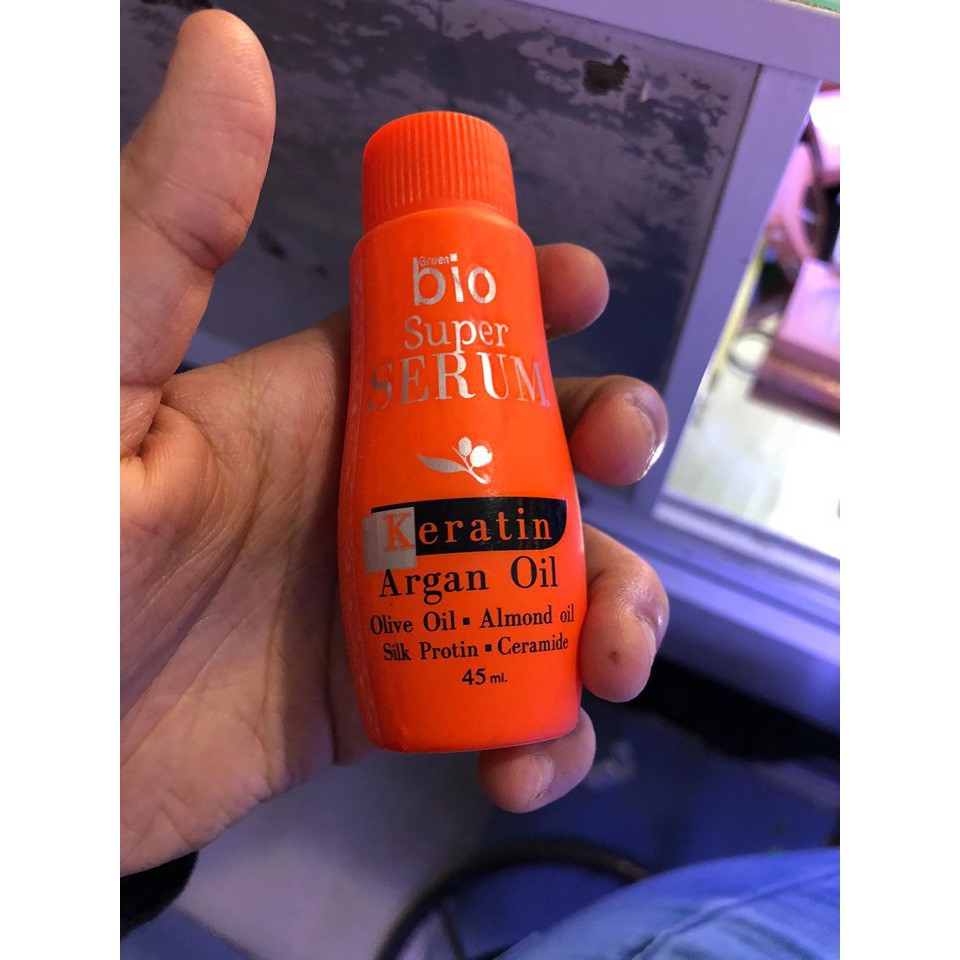 Green
bio
Super
SERUM
Keratin
Argan Oil
Olive Oil ▪ Almond oil
Silk Protin ▪ Ceramide
45 ml.